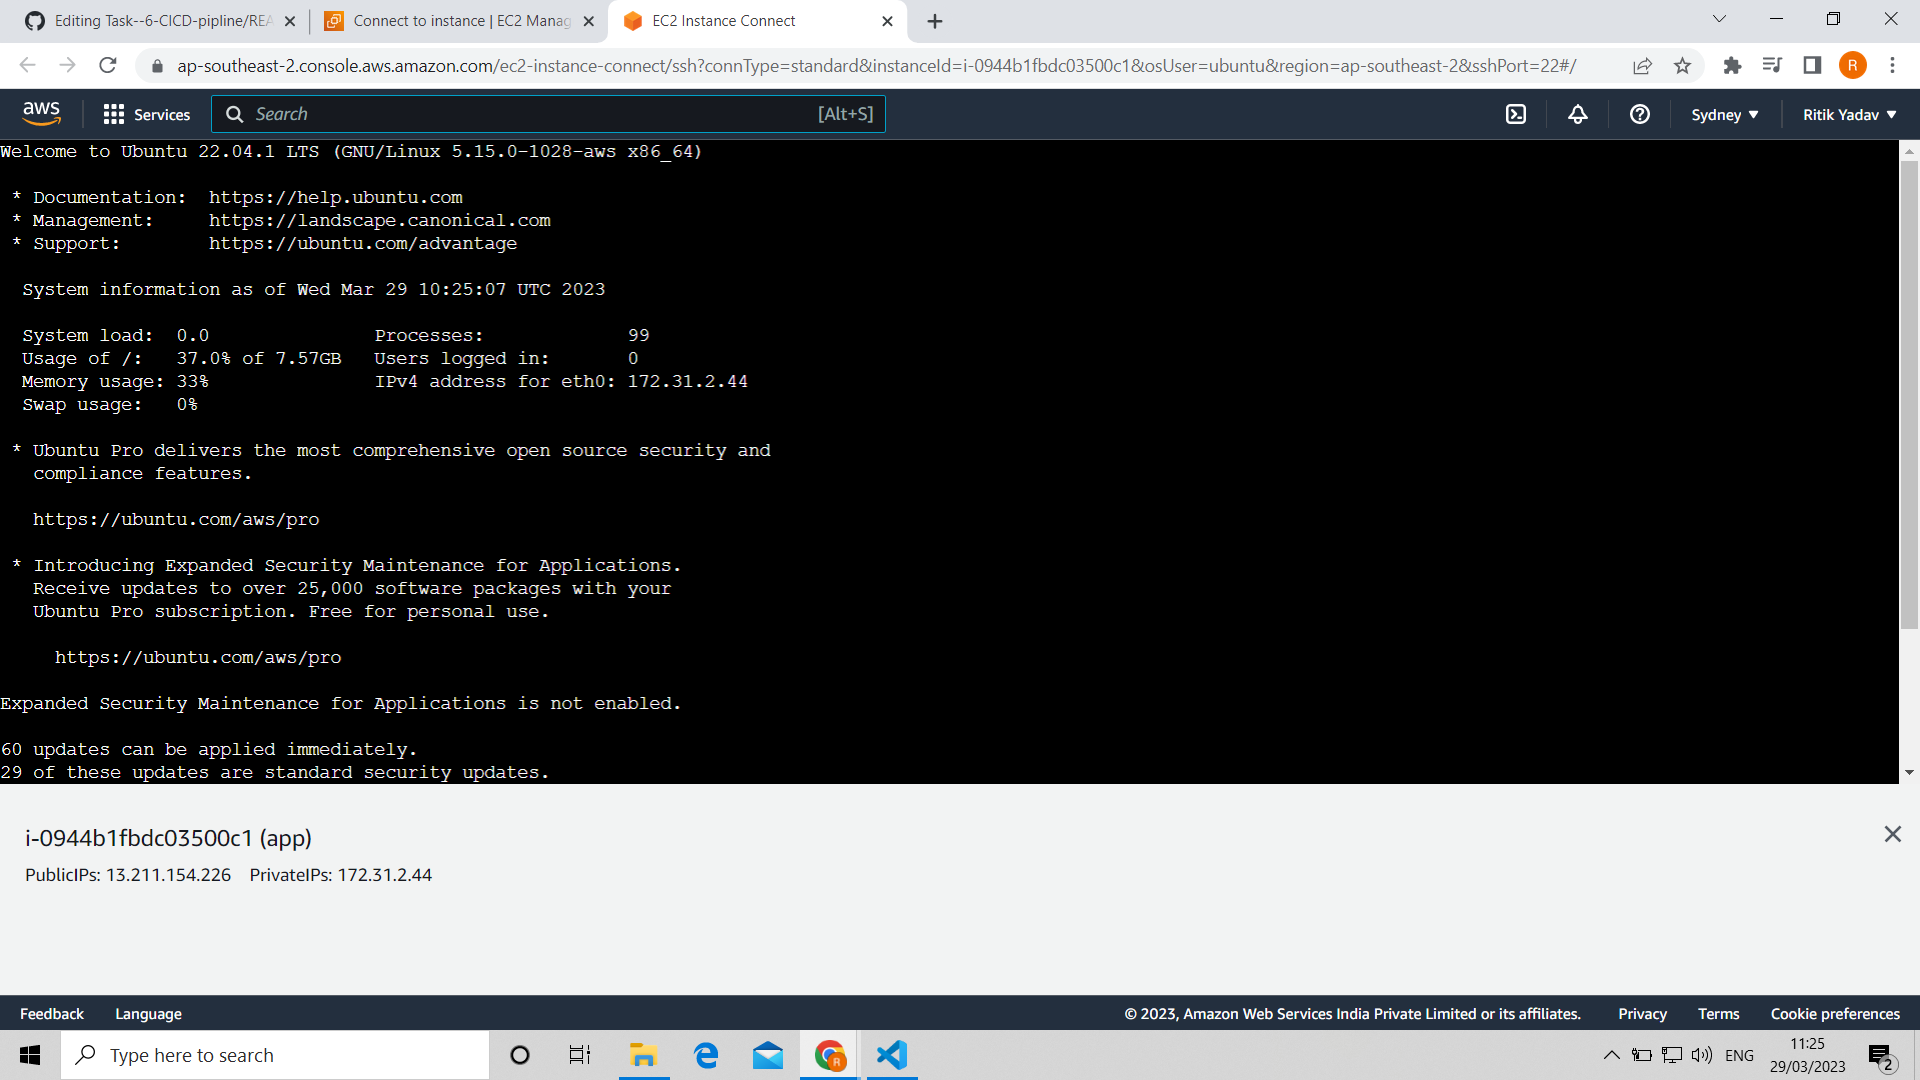 Editing Task--6-CICD-pipline/REA
Connect to instance | EC2 Manag
EC2 Instance Connect
ap-southeast-2.console.aws.amazon.com/ec2-instance-connect/ssh?connType=standard&instanceId=i-0944b1fbdc03500c1&osUser=ubuntu&region=ap-southeast-2&sshPort=22#/
R
aws
Services
Search
[Alt+S]
Sydney
Ritik Yadav
Welcome to Ubuntu 22.04.1 LTS (GNU/Linux 5.15.0-1028-aws x86_64)
* Documentation: https://help.ubuntu.com
* Management: https://landscape.canonical.com
* Support: https://ubuntu.com/advantage
System information as of Wed Mar 29 10:25:07 UTC 2023
System load: 0.0 Processes: 99
Usage of /: 37.0% of 7.57GB Users logged in: 0
Memory usage: 33% IPv4 address for eth0: 172.31.2.44
Swap usage: 0%
* Ubuntu Pro delivers the most comprehensive open source security and
compliance features.
https://ubuntu.com/aws/pro
* Introducing Expanded Security Maintenance for Applications.
Receive updates to over 25,000 software packages with your
Ubuntu Pro subscription. Free for personal use.
https://ubuntu.com/aws/pro
Expanded Security Maintenance for Applications is not enabled.
60 updates can be applied immediately.
29 of these updates are standard security updates.
i-0944b1fbdc03500c1 (app)
PublicIPs: 13.211.154.226 PrivateIPs: 172.31.2.44
Feedback
Language
© 2023, Amazon Web Services India Private Limited or its affiliates.
Privacy
Terms
Cookie preferences
Type here to search
R
ENG
11:25
29/03/2023
2